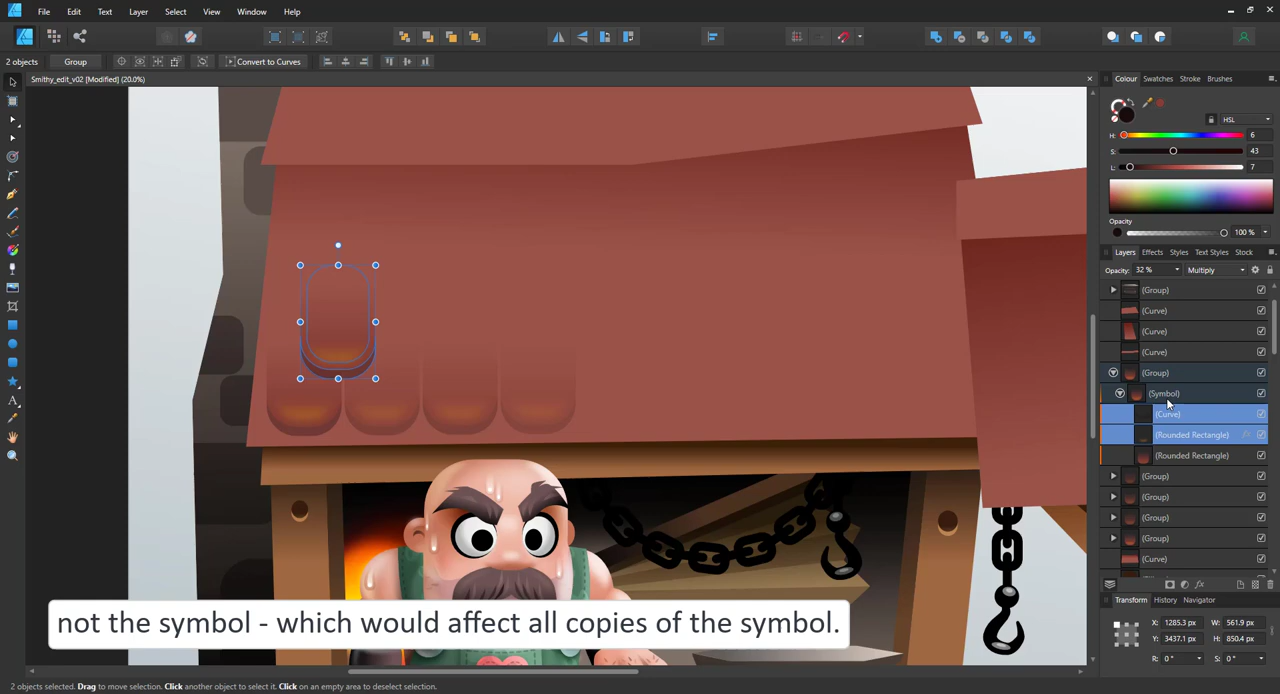 File Edit Text Layer Select View Window Help
2 objects Group Convert to Curves
Smithy_edit_v02 [Modified] (20.0%)
Colour Swatches Stroke Brushes
HSL
H: 6
S: 43
L: 7
Opacity
100 %
Layers Effects Styles Text Styles Stock
Opacity: 32 % Multiply
(Group)
(Curve)
(Curve)
(Curve)
(Group)
(Symbol)
(Curve)
(Rounded Rectangle) fx
(Rounded Rectangle)
(Group)
(Group)
(Group)
(Group)
(Curve)
Transform History Navigator
X: 1285.3 px W: 561.9 px
Y: 3437.1 px H: 850.4 px
R: 0 ° S: 0 °
not the symbol - which would affect all copies of the symbol.
2 objects selected. Drag to move selection. Click another object to select it. Click on an empty area to deselect selection.